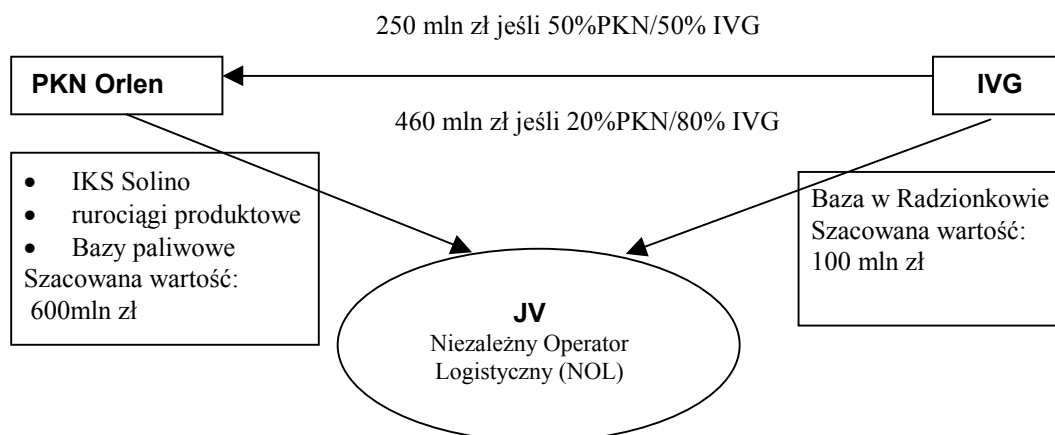 250 mln zł jeśli 50%PKN/50% IVG
PKN Orlen
IVG
460 mln zł jeśli 20%PKN/80% IVG
• IKS Solino
• rurociągi produktowe
• Bazy paliwowe
Szacowana wartość:
600mln zł
Baza w Radzionkowie
Szacowana wartość:
100 mln zł
JV
Niezależny Operator
Logistyczny (NOL)